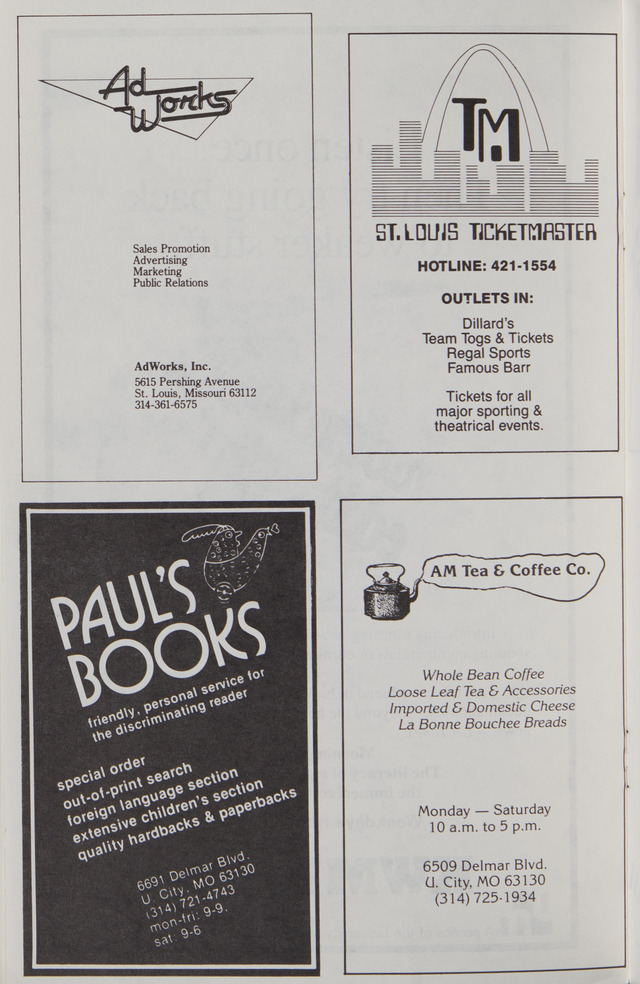 Ad
Works
Sales Promotion
Advertising
Marketing
Public Relations
AdWorks, Inc.
5615 Pershing Avenue
St. Louis, Missouri 63112
314-361-6575
TM
ST. LOUIS TICKETMASTER
HOTLINE: 421-1554
OUTLETS IN:
Dillard's
Team Togs & Tickets
Regal Sports
Famous Barr
Tickets for all
major sporting &
theatrical events.
PAUL'S
BOOKS
friendly, personal service for
the discriminating reader
special order
out-of-print search
foreign language section
extensive children's section
quality hardbacks & paperbacks
6691 Delmar Blvd.
U. City, MO 63130
(314) 721-4743
mon-fri: 9-9,
sat: 9-6
AM Tea & Coffee Co.
Whole Bean Coffee
Loose Leaf Tea & Accessories
Imported & Domestic Cheese
La Bonne Bouchee Breads
Monday — Saturday
10 a.m. to 5 p.m.
6509 Delmar Blvd.
U. City, MO 63130
(314) 725-1934